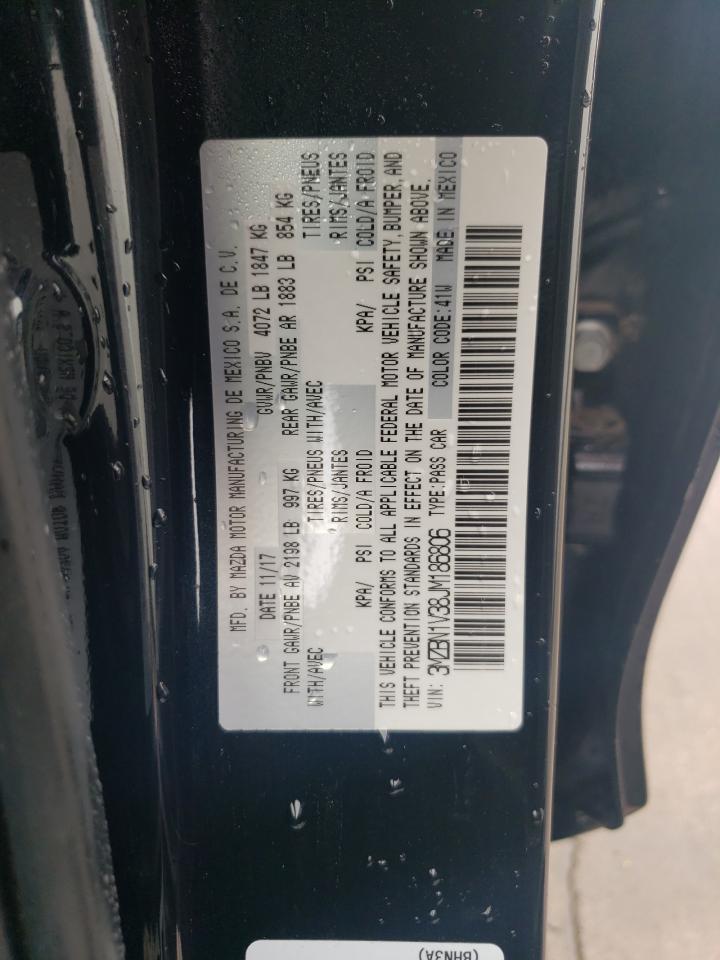 MFD. BY MAZDA MOTOR MANUFACTURING DE MEXICO S.A. DE C.V.
DATE 11/17 GVWR/PNBV 4072 LB 1847 KG
FRONT GAWR/PNBE AV 2198 LB 997 KG REAR GAWR/PNBE AR 1883 LB 854 KG
WITH/AVEC TIRES/PNEUS WITH/AVEC TIRES/PNEUS
RIMS/JANTES RIMS/JANTES
KPA/ PSI COLD/A FROID KPA/ PSI COLD/A FROID
THIS VEHICLE CONFORMS TO ALL APPLICABLE FEDERAL MOTOR VEHICLE SAFETY, BUMPER, AND
THEFT PREVENTION STANDARDS IN EFFECT ON THE DATE OF MANUFACTURE SHOWN ABOVE.
VIN: 3MZBN1V38JM186806 TYPE:PASS CAR COLOR CODE:41W MADE IN MEXICO
(BHN3A)